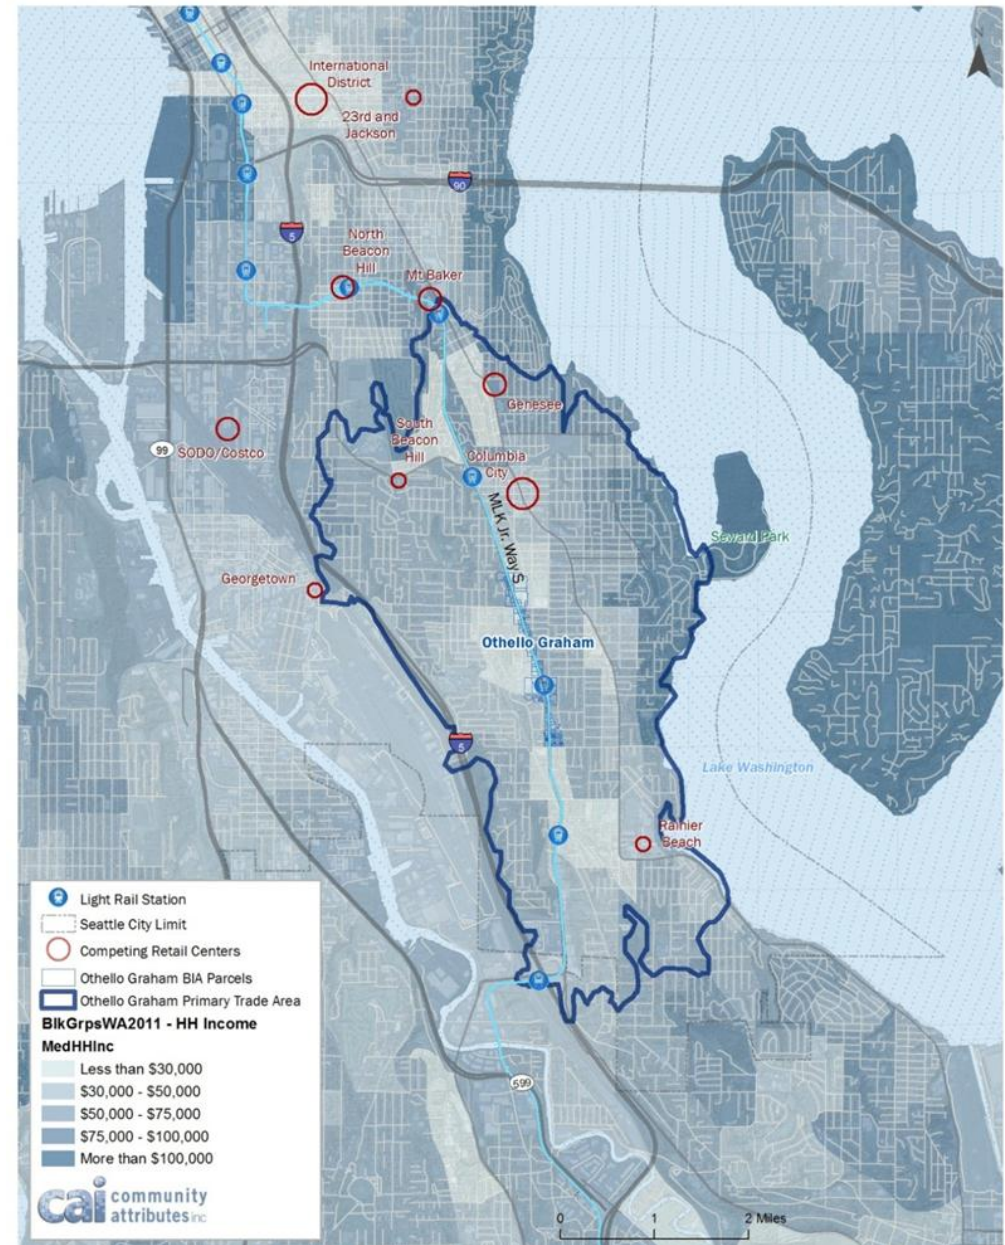 International
District
23rd and
Jackson
90
5
North
Beacon
Hill
Mt Baker
Genesee
South
Beacon
Hill
99
SODO/Costco
Columbia
City
MLK Jr. Way S
Seward Park
Georgetown
Othello Graham
5
Lake Washington
Rainier
Beach
Light Rail Station
Seattle City Limit
Competing Retail Centers
Othello Graham BIA Parcels
Othello Graham Primary Trade Area
BlkGrpsWA2011 - HH Income
MedHHInc
Less than $30,000
$30,000 - $50,000
$50,000 - $75,000
$75,000 - $100,000
More than $100,000
599
cai community
attributes inc
0 1 2 Miles